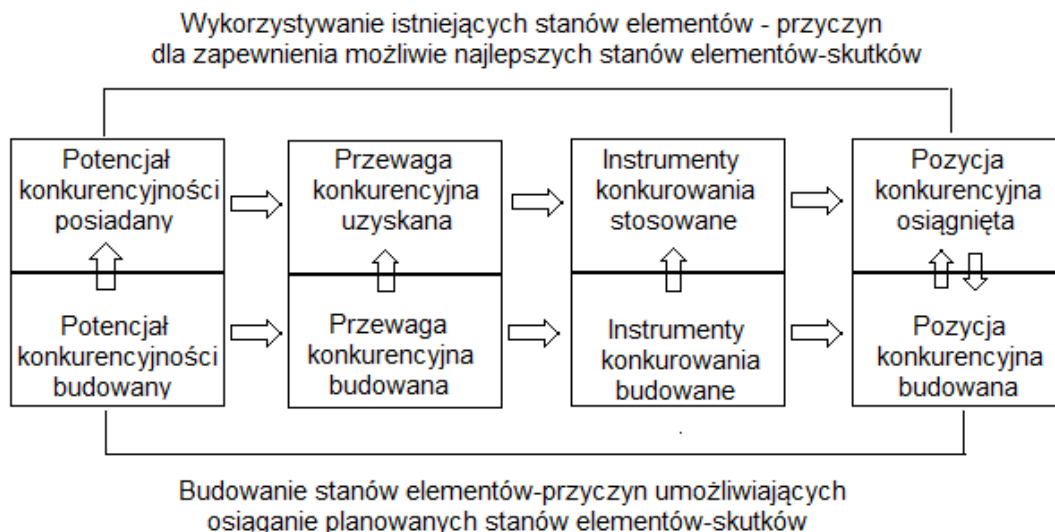 Wykorzystywanie istniejących stanów elementów - przyczyn
dla zapewnienia możliwie najlepszych stanów elementów-skutków
Potencjał
konkurencyjności
posiadany
Przewaga
konkurencyjna
uzyskana
Instrumenty
konkurowania
stosowane
Pozycja
konkurencyjna
osiągnięta
Potencjał
konkurencyjności
budowany
Przewaga
konkurencyjna
budowana
Instrumenty
konkurowania
budowane
Pozycja
konkurencyjna
budowana
Budowanie stanów elementów-przyczyn umożliwiających
osiąganie planowanych stanów elementów-skutków